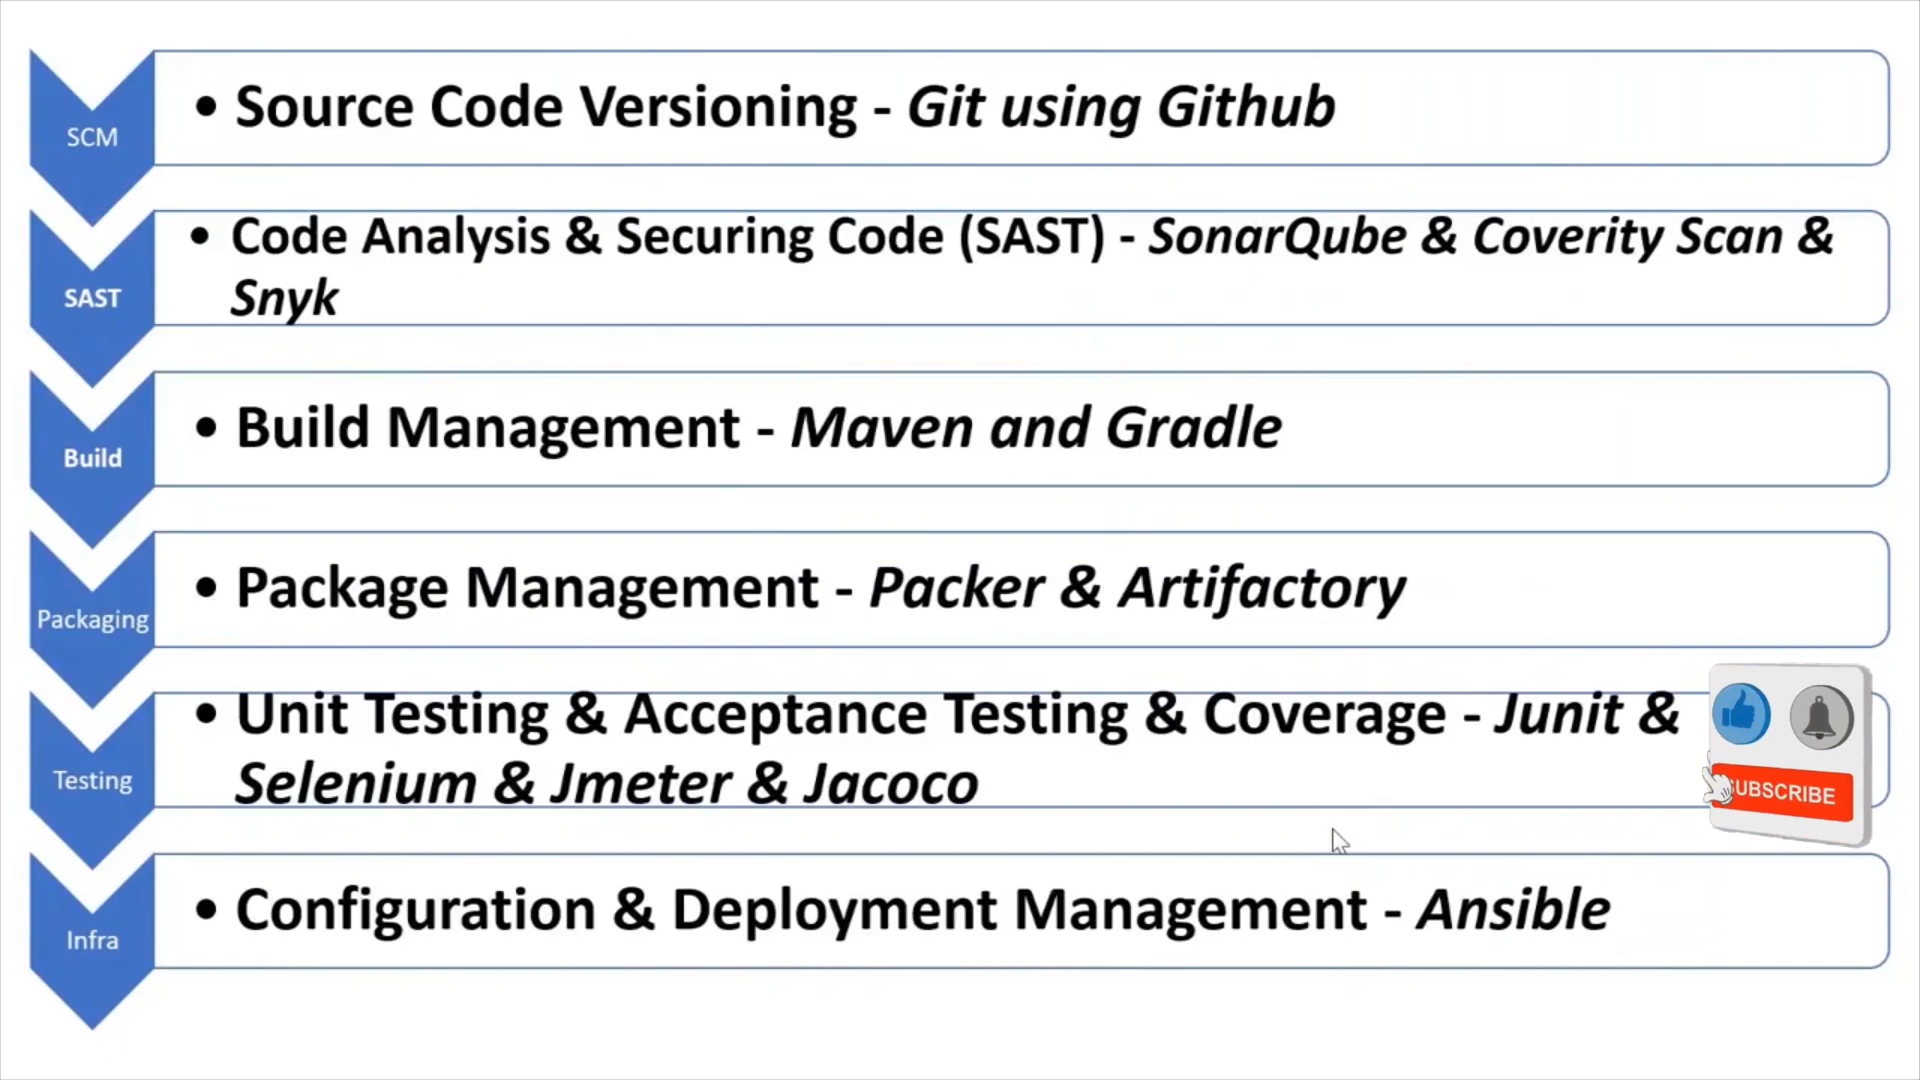 SCM
• Source Code Versioning - Git using Github
SAST
• Code Analysis & Securing Code (SAST) - SonarQube & Coverity Scan &
Snyk
Build
• Build Management - Maven and Gradle
Packaging
• Package Management - Packer & Artifactory
Testing
• Unit Testing & Acceptance Testing & Coverage - Junit &
Selenium & Jmeter & Jacoco
SUBSCRIBE
Infra
• Configuration & Deployment Management - Ansible